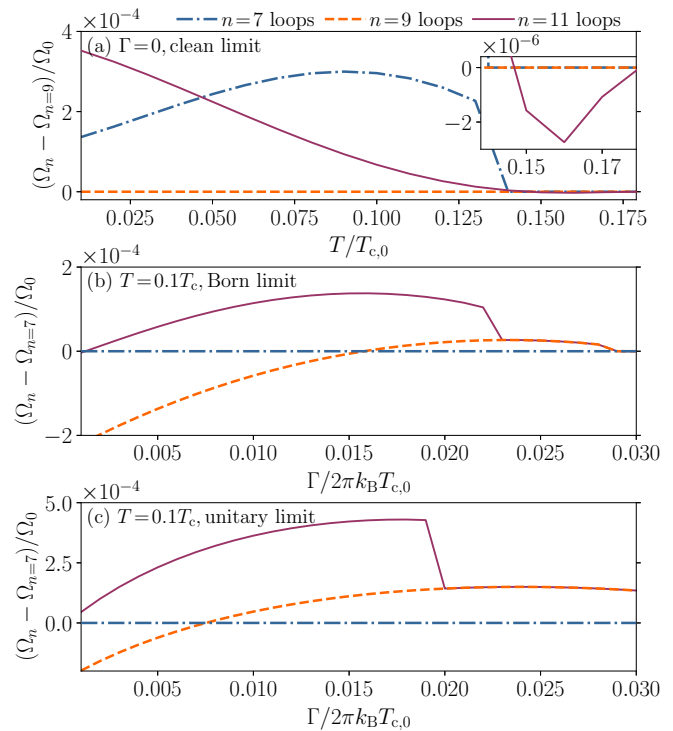 n=7 loops n=9 loops n=11 loops
×10⁻⁴
(a) Γ=0, clean limit
(Ωₙ − Ωₙ₌₉)/Ω₀
4
2
0
×10⁻⁶
0
−2
0.15 0.17
0.025 0.050 0.075 0.100 0.125 0.150 0.175
T/T_{c,0}
×10⁻⁴
(b) T=0.1T_c, Born limit
(Ωₙ − Ωₙ₌₇)/Ω₀
2
0
−2
0.005 0.010 0.015 0.020 0.025 0.030
Γ/2πk_BT_{c,0}
×10⁻⁴
(c) T=0.1T_c, unitary limit
(Ωₙ − Ωₙ₌₇)/Ω₀
5.0
2.5
0.0
0.005 0.010 0.015 0.020 0.025 0.030
Γ/2πk_BT_{c,0}